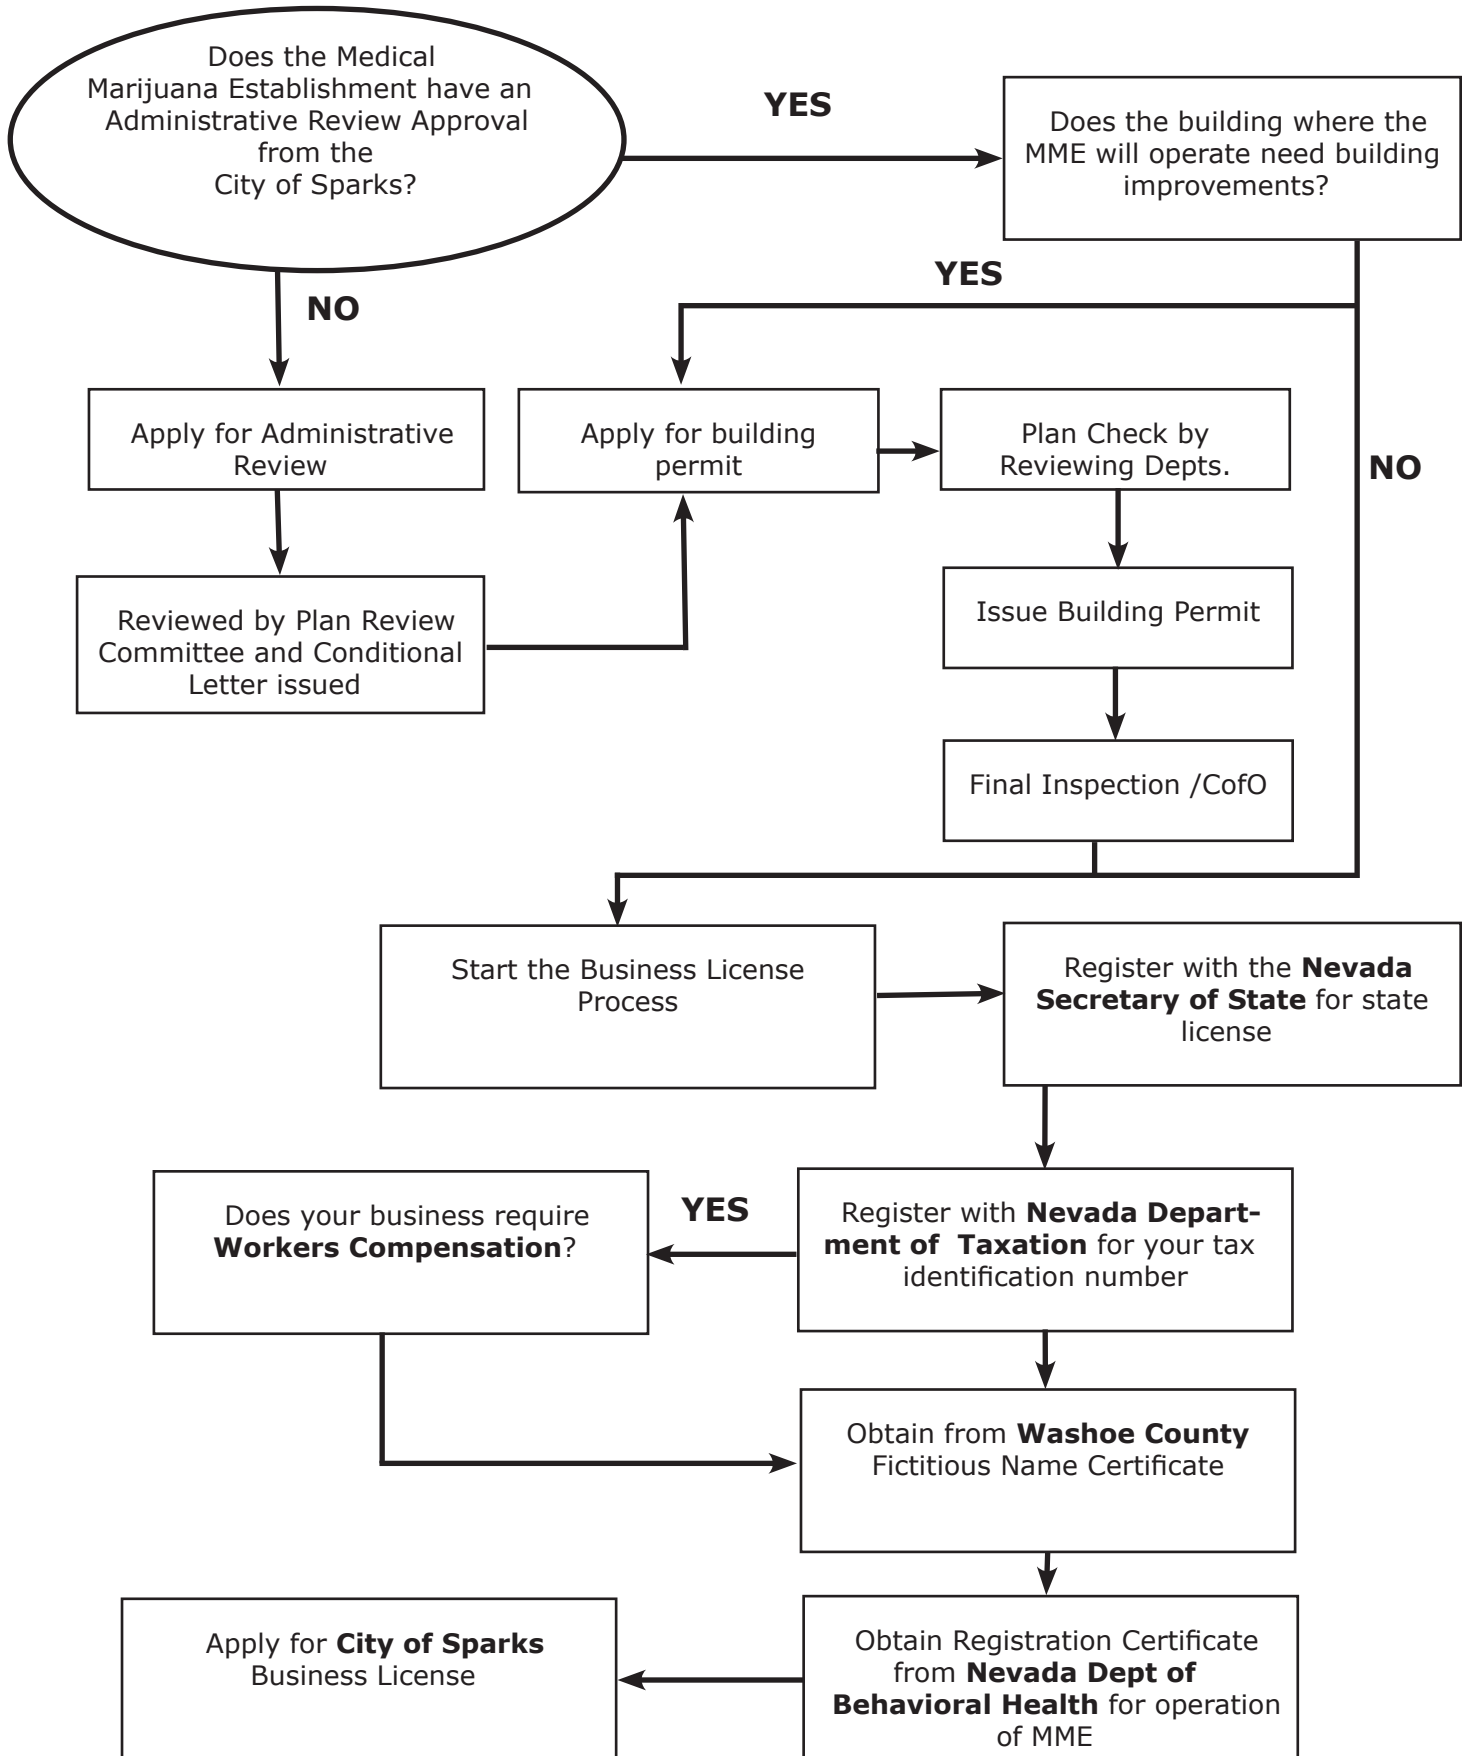 Does the Medical
Marijuana Establishment have an
Administrative Review Approval
from the
City of Sparks?
YES
Does the building where the
MME will operate need building
improvements?
YES
NO
Apply for Administrative
Review
Apply for building
permit
Plan Check by
Reviewing Depts.
NO
Reviewed by Plan Review
Committee and Conditional
Letter issued
Issue Building Permit
Final Inspection /CofO
Start the Business License
Process
Register with the Nevada
Secretary of State for state
license
Does your business require
Workers Compensation?
YES
Register with Nevada Depart-
ment of  Taxation for your tax
identification number
Obtain from Washoe County
Fictitious Name Certificate
Apply for City of Sparks
Business License
Obtain Registration Certificate
from Nevada Dept of
Behavioral Health for operation
of MME